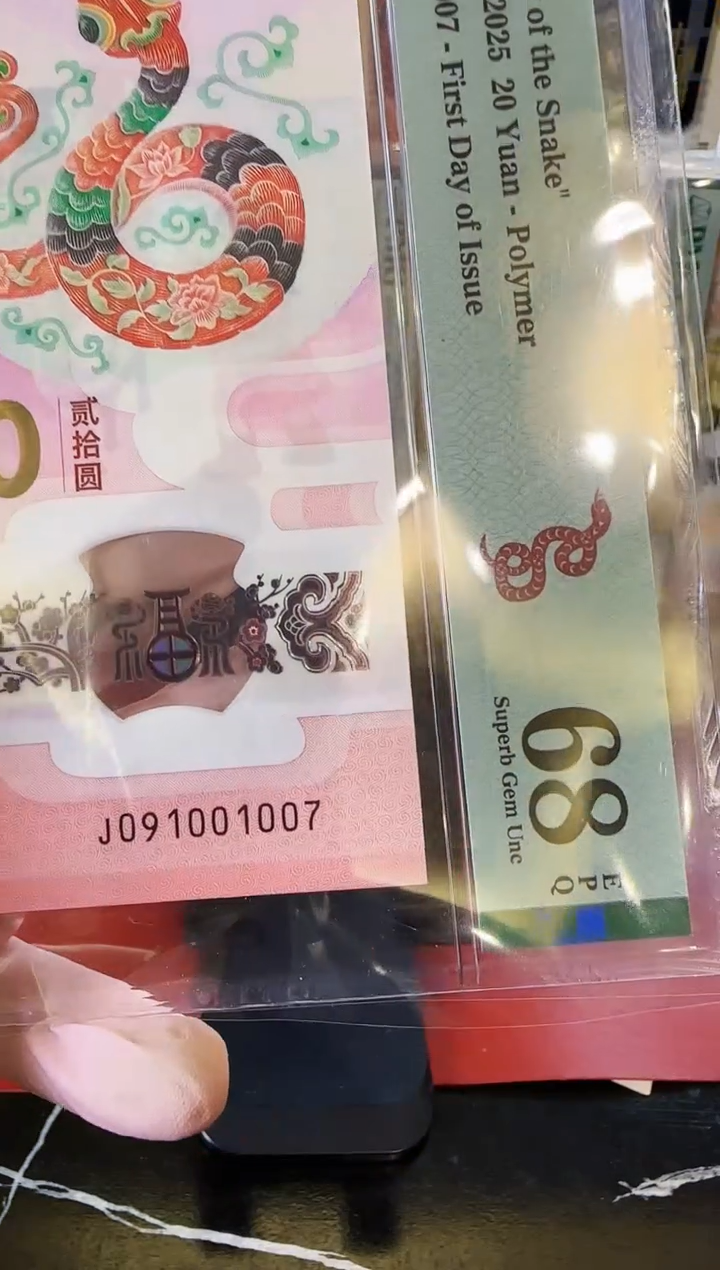 of the Snake"
2025 20 Yuan - Polymer
07 - First Day of Issue
68
EPQ
Superb Gem Unc
0
贰拾圆
J091001007